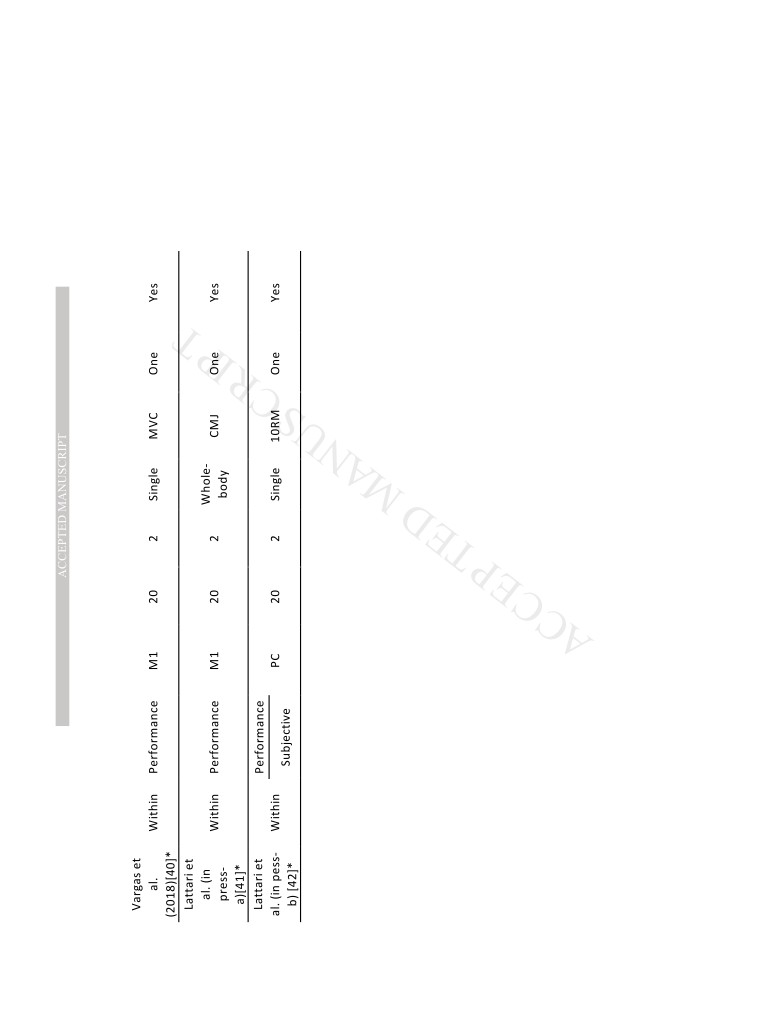 ACCEPTED MANUSCRIPT
Vargas et
al.
(2018)[40]*
Within
Performance
M1
20
2
Single
MVC
One
Yes
Lattari et
al. (in
press-
a)[41]*
Within
Performance
M1
20
2
Whole-
body
CMJ
One
Yes
Lattari et
al. (in pess-
b) [42]*
Within
Performance
Subjective
PC
20
2
Single
10RM
One
Yes
ACCEPTED MANUSCRIPT